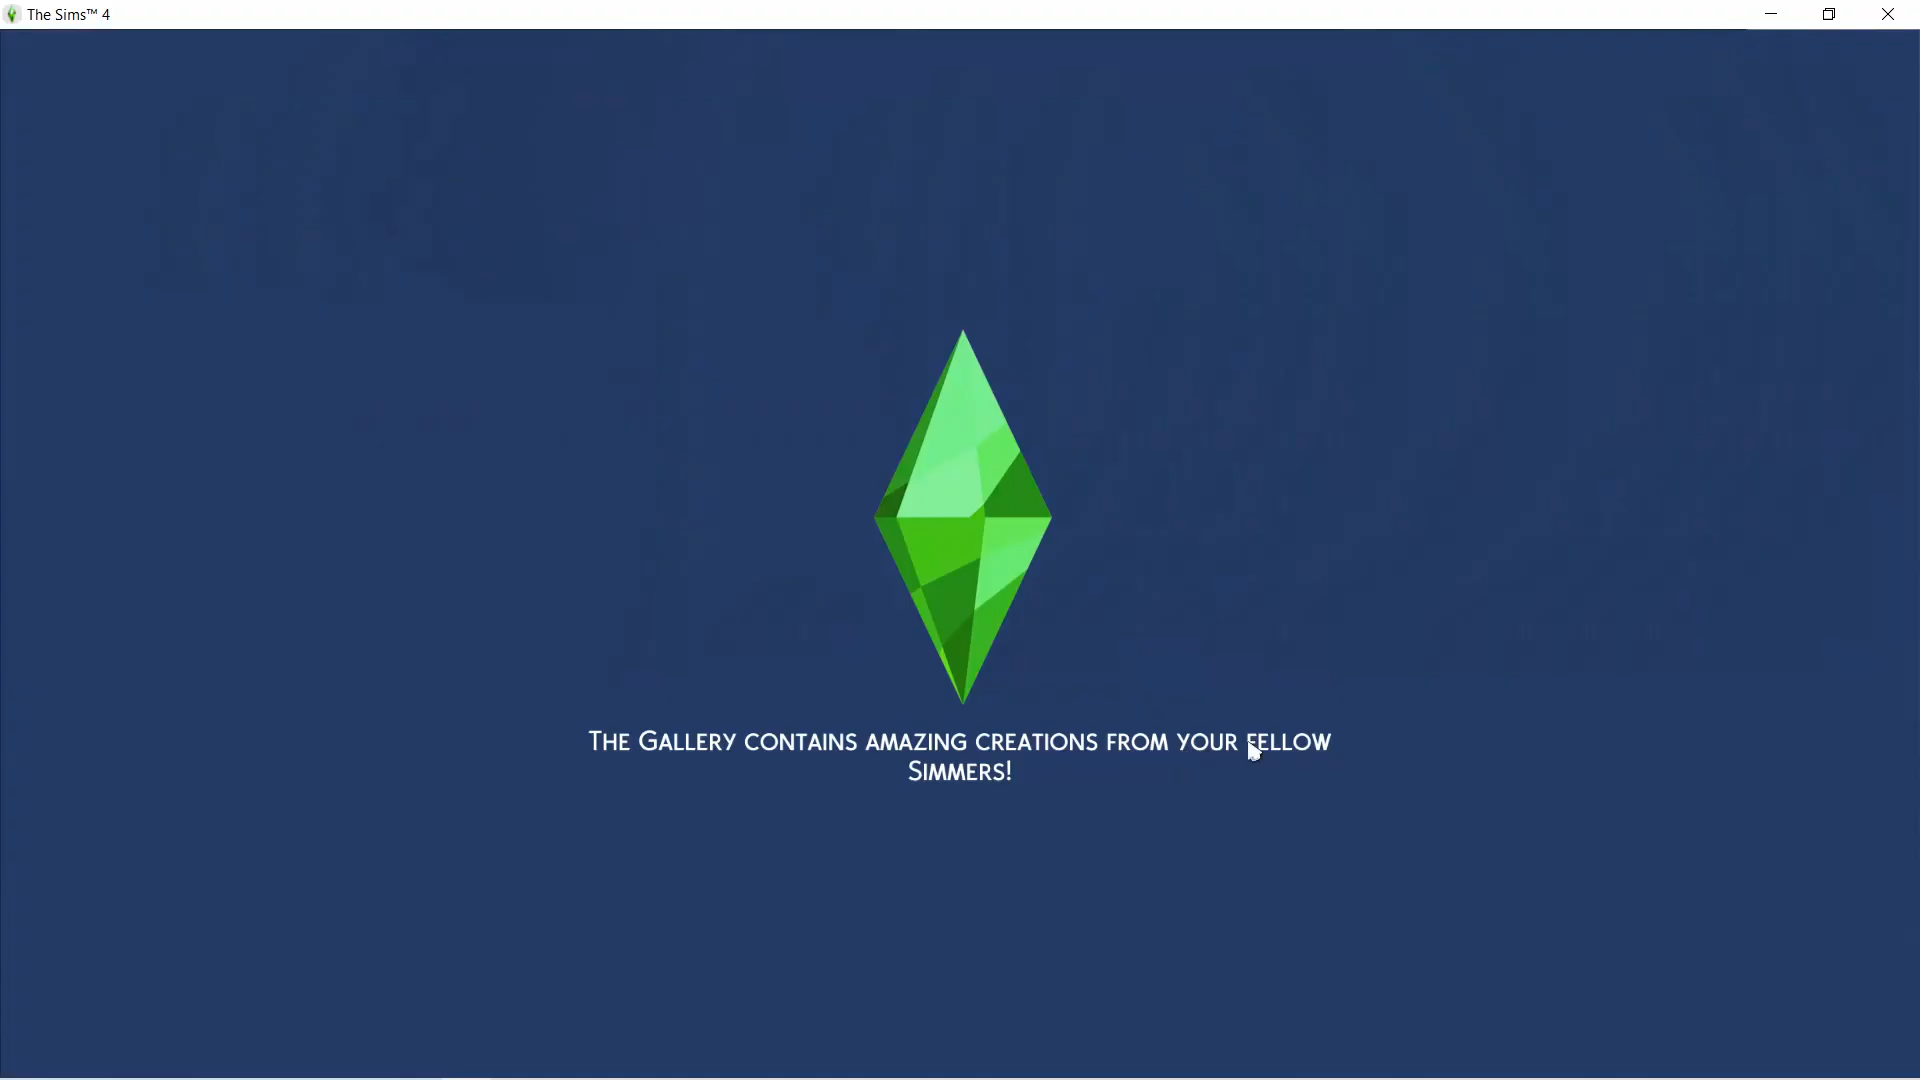 The Sims™ 4
The Gallery contains amazing creations from your fellow
Simmers!